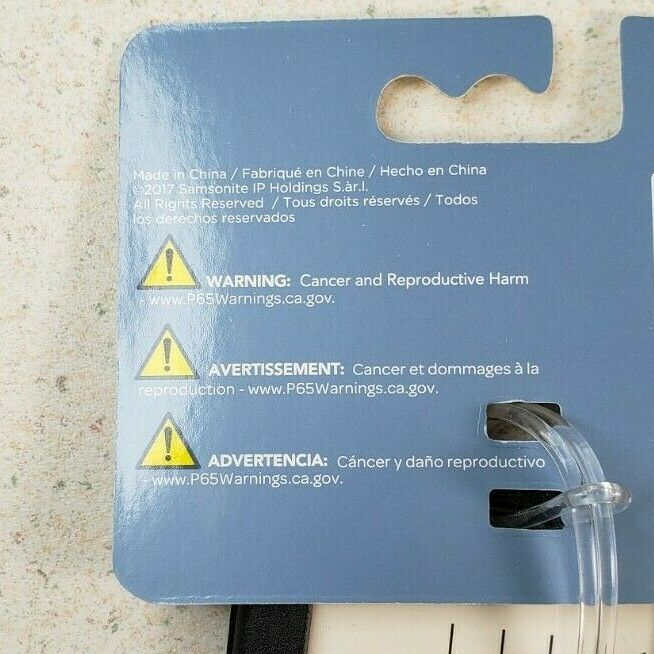 Made in China / Fabriqué en Chine / Hecho en China
©2017 Samsonite IP Holdings S.àr.l.
All Rights Reserved / Tous droits réservés / Todos
los derechos reservados
WARNING: Cancer and Reproductive Harm
- www.P65Warnings.ca.gov.
AVERTISSEMENT: Cancer et dommages à la
reproduction - www.P65Warnings.ca.gov.
ADVERTENCIA: Cáncer y daño reproductivo
- www.P65Warnings.ca.gov.